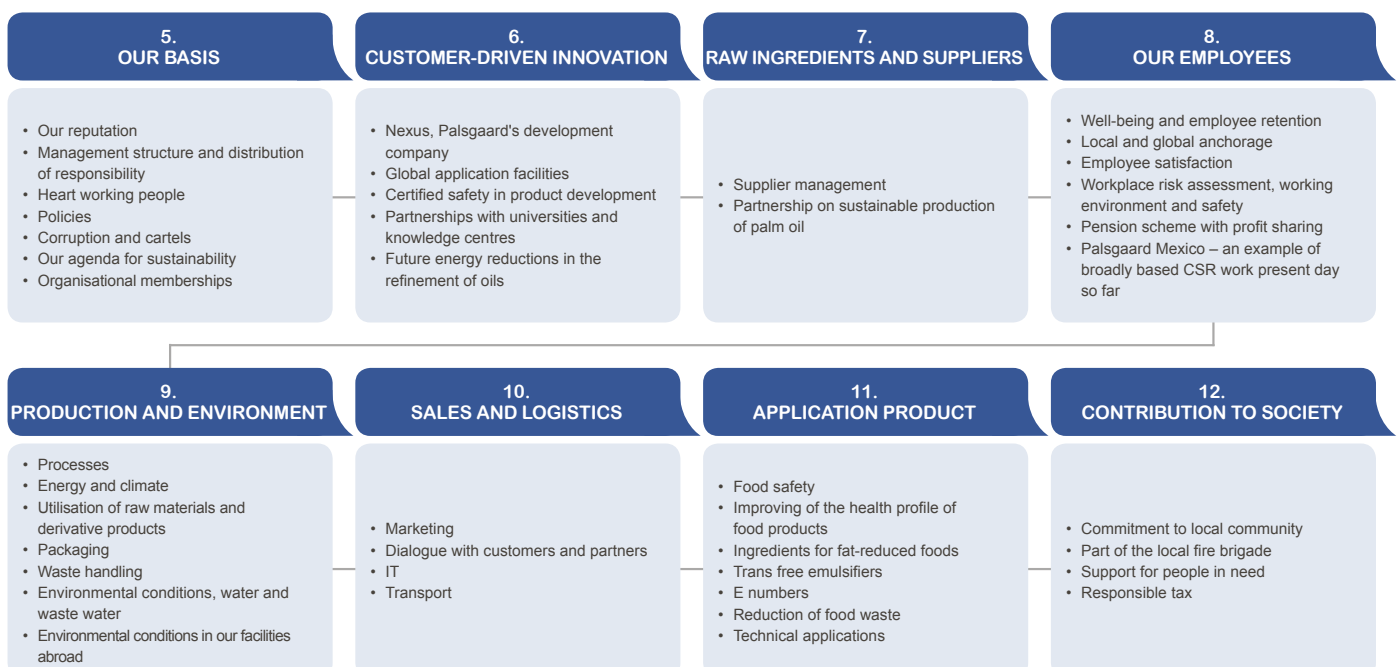 5.
OUR BASIS
• Our reputation
• Management structure and distribution
of responsibility
• Heart working people
• Policies
• Corruption and cartels
• Our agenda for sustainability
• Organisational memberships
6.
CUSTOMER-DRIVEN INNOVATION
• Nexus, Palsgaard's development
company
• Global application facilities
• Certified safety in product development
• Partnerships with universities and
knowledge centres
• Future energy reductions in the
refinement of oils
7.
RAW INGREDIENTS AND SUPPLIERS
• Supplier management
• Partnership on sustainable production
of palm oil
8.
OUR EMPLOYEES
• Well-being and employee retention
• Local and global anchorage
• Employee satisfaction
• Workplace risk assessment, working
environment and safety
• Pension scheme with profit sharing
• Palsgaard Mexico – an example of
broadly based CSR work present day
so far
9.
PRODUCTION AND ENVIRONMENT
• Processes
• Energy and climate
• Utilisation of raw materials and
derivative products
• Packaging
• Waste handling
• Environmental conditions, water and
waste water
• Environmental conditions in our facilities
abroad
10.
SALES AND LOGISTICS
• Marketing
• Dialogue with customers and partners
• IT
• Transport
11.
APPLICATION PRODUCT
• Food safety
• Improving of the health profile of
food products
• Ingredients for fat-reduced foods
• Trans free emulsifiers
• E numbers
• Reduction of food waste
• Technical applications
12.
CONTRIBUTION TO SOCIETY
• Commitment to local community
• Part of the local fire brigade
• Support for people in need
• Responsible tax